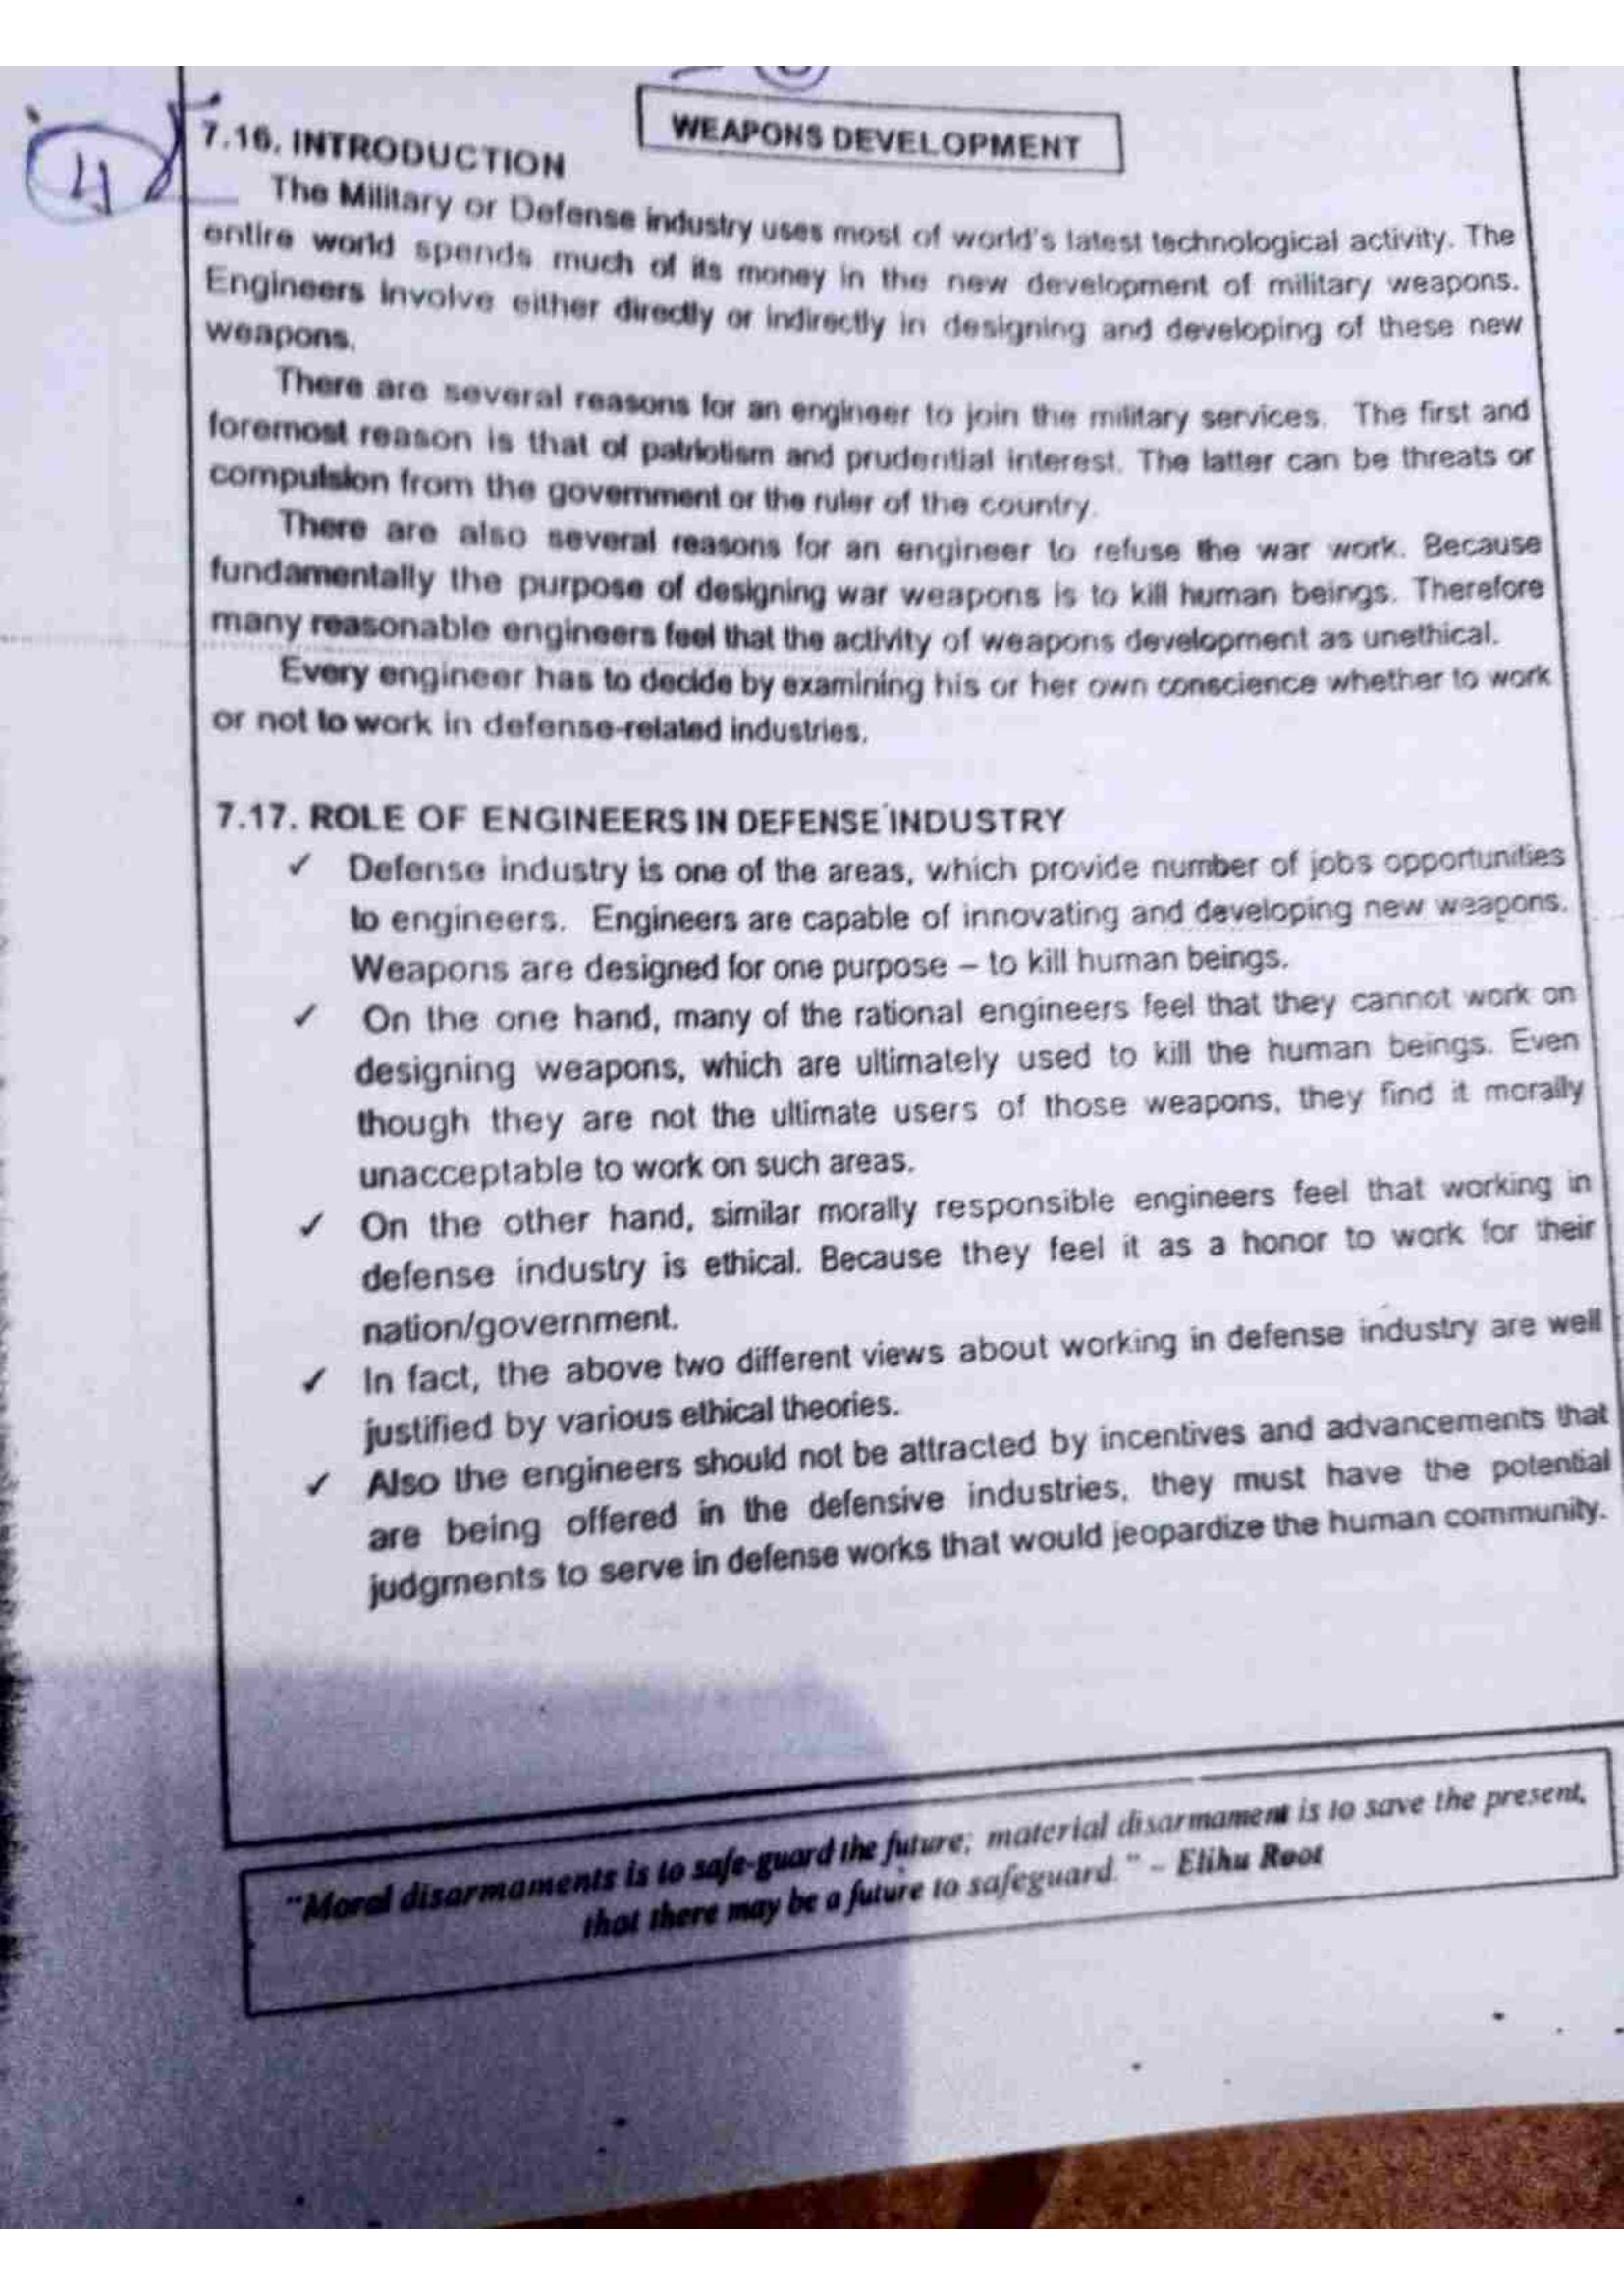 4
WEAPONS DEVELOPMENT
7.16. INTRODUCTION
The Military or Defense industry uses most of world's latest technological activity. The
entire world spends much of its money in the new development of military weapons.
Engineers involve either directly or indirectly in designing and developing of these new
weapons.
There are several reasons for an engineer to join the military services. The first and
foremost reason is that of patriotism and prudential interest. The latter can be threats or
compulsion from the government or the ruler of the country.
There are also several reasons for an engineer to refuse the war work. Because
fundamentally the purpose of designing war weapons is to kill human beings. Therefore
many reasonable engineers feel that the activity of weapons development as unethical.
Every engineer has to decide by examining his or her own conscience whether to work
or not to work in defense-related industries.
7.17. ROLE OF ENGINEERS IN DEFENSE INDUSTRY
✓ Defense industry is one of the areas, which provide number of jobs opportunities
to engineers. Engineers are capable of innovating and developing new weapons.
Weapons are designed for one purpose – to kill human beings.
✓ On the one hand, many of the rational engineers feel that they cannot work on
designing weapons, which are ultimately used to kill the human beings. Even
though they are not the ultimate users of those weapons, they find it morally
unacceptable to work on such areas.
✓ On the other hand, similar morally responsible engineers feel that working in
defense industry is ethical. Because they feel it as a honor to work for their
nation/government.
✓ In fact, the above two different views about working in defense industry are well
justified by various ethical theories.
✓ Also the engineers should not be attracted by incentives and advancements that
are being offered in the defensive industries, they must have the potential
judgments to serve in defense works that would jeopardize the human community.
"Moral disarmaments is to safe-guard the future; material disarmament is to save the present,
that there may be a future to safeguard." – Elihu Root